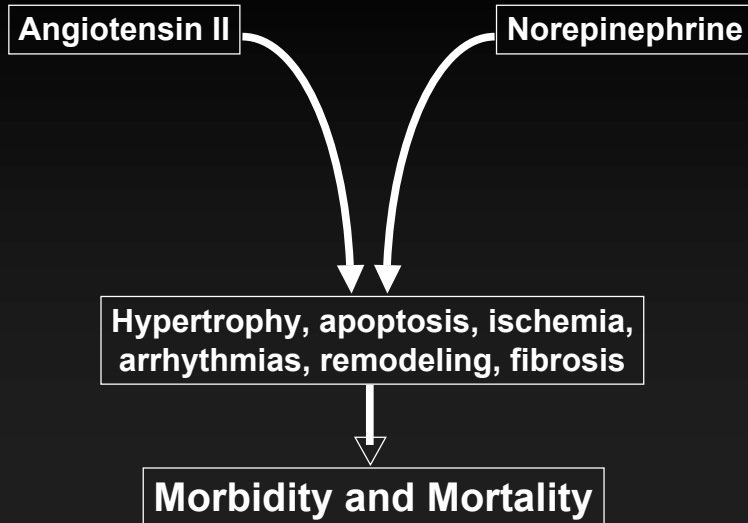 Angiotensin II
Norepinephrine
Hypertrophy, apoptosis, ischemia,
arrhythmias, remodeling, fibrosis
Morbidity and Mortality